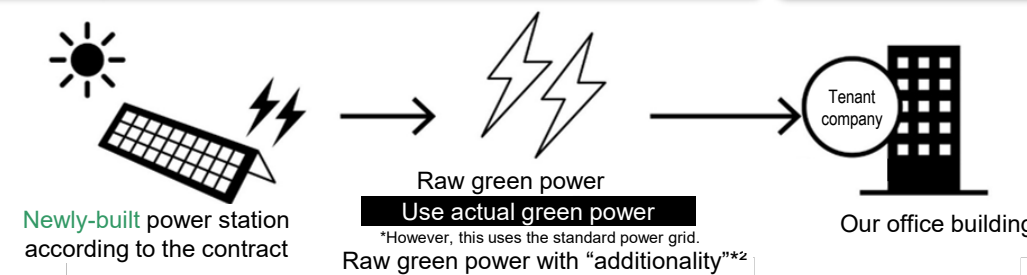 Tenant
company
Raw green power
Use actual green power
*However, this uses the standard power grid.
Raw green power with “additionality”*²
Newly-built power station
according to the contract
Our office building